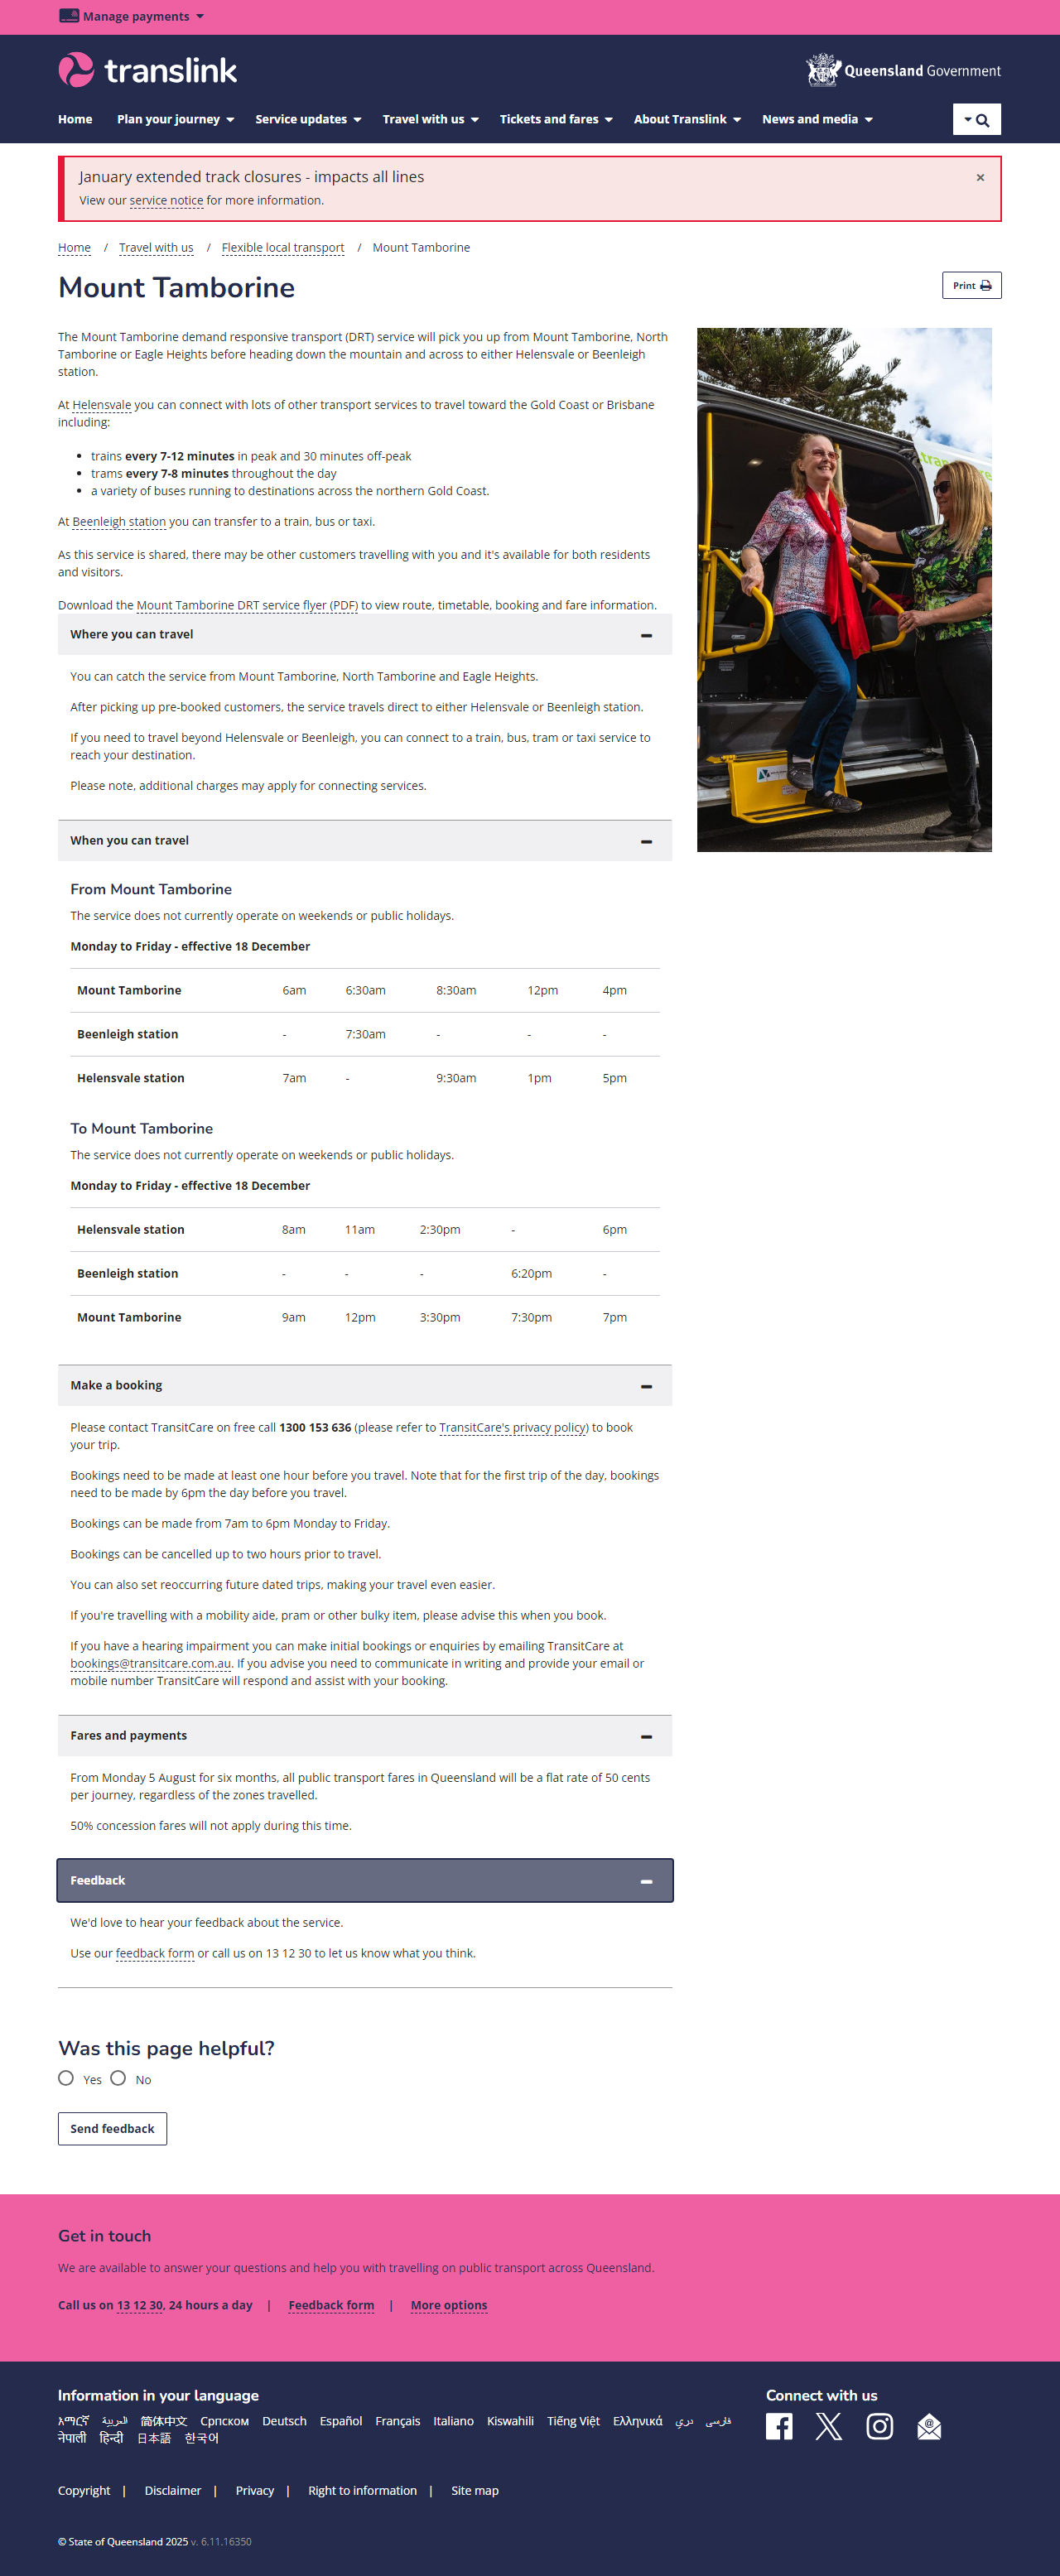 Manage payments
translink
Queensland Government
Home Plan your journey Service updates Travel with us Tickets and fares About Translink News and media
January extended track closures - impacts all lines ×
View our service notice for more information.
Home / Travel with us / Flexible local transport / Mount Tamborine
Mount Tamborine
Print
The Mount Tamborine demand responsive transport (DRT) service will pick you up from Mount Tamborine, North
Tamborine or Eagle Heights before heading down the mountain and across to either Helensvale or Beenleigh
station.
At Helensvale you can connect with lots of other transport services to travel toward the Gold Coast or Brisbane
including:
• trains every 7-12 minutes in peak and 30 minutes off-peak
• trams every 7-8 minutes throughout the day
• a variety of buses running to destinations across the northern Gold Coast.
At Beenleigh station you can transfer to a train, bus or taxi.
As this service is shared, there may be other customers travelling with you and it's available for both residents
and visitors.
Download the Mount Tamborine DRT service flyer (PDF) to view route, timetable, booking and fare information.
Where you can travel
You can catch the service from Mount Tamborine, North Tamborine and Eagle Heights.
After picking up pre-booked customers, the service travels direct to either Helensvale or Beenleigh station.
If you need to travel beyond Helensvale or Beenleigh, you can connect to a train, bus, tram or taxi service to
reach your destination.
Please note, additional charges may apply for connecting services.
When you can travel
From Mount Tamborine
The service does not currently operate on weekends or public holidays.
Monday to Friday - effective 18 December
Mount Tamborine 6am 6:30am 8:30am 12pm 4pm
Beenleigh station - 7:30am - - -
Helensvale station 7am - 9:30am 1pm 5pm
To Mount Tamborine
The service does not currently operate on weekends or public holidays.
Monday to Friday - effective 18 December
Helensvale station 8am 11am 2:30pm - 6pm
Beenleigh station - - - 6:20pm -
Mount Tamborine 9am 12pm 3:30pm 7:30pm 7pm
Make a booking
Please contact TransitCare on free call 1300 153 636 (please refer to TransitCare's privacy policy) to book
your trip.
Bookings need to be made at least one hour before you travel. Note that for the first trip of the day, bookings
need to be made by 6pm the day before you travel.
Bookings can be made from 7am to 6pm Monday to Friday.
Bookings can be cancelled up to two hours prior to travel.
You can also set reoccurring future dated trips, making your travel even easier.
If you're travelling with a mobility aide, pram or other bulky item, please advise this when you book.
If you have a hearing impairment you can make initial bookings or enquiries by emailing TransitCare at
bookings@transitcare.com.au. If you advise you need to communicate in writing and provide your email or
mobile number TransitCare will respond and assist with your booking.
Fares and payments
From Monday 5 August for six months, all public transport fares in Queensland will be a flat rate of 50 cents
per journey, regardless of the zones travelled.
50% concession fares will not apply during this time.
Feedback
We'd love to hear your feedback about the service.
Use our feedback form or call us on 13 12 30 to let us know what you think.
Was this page helpful?
Yes No
Send feedback
Get in touch
We are available to answer your questions and help you with travelling on public transport across Queensland.
Call us on 13 12 30, 24 hours a day | Feedback form | More options
Information in your language
አማርኛ العربية 简体中文 Српском Deutsch Español Français Italiano Kiswahili Tiếng Việt Ελληνικά دري فارسی
नेपाली हिन्दी 日本語 한국어
Connect with us
Copyright | Disclaimer | Privacy | Right to information | Site map
© State of Queensland 2025 v. 6.11.16350